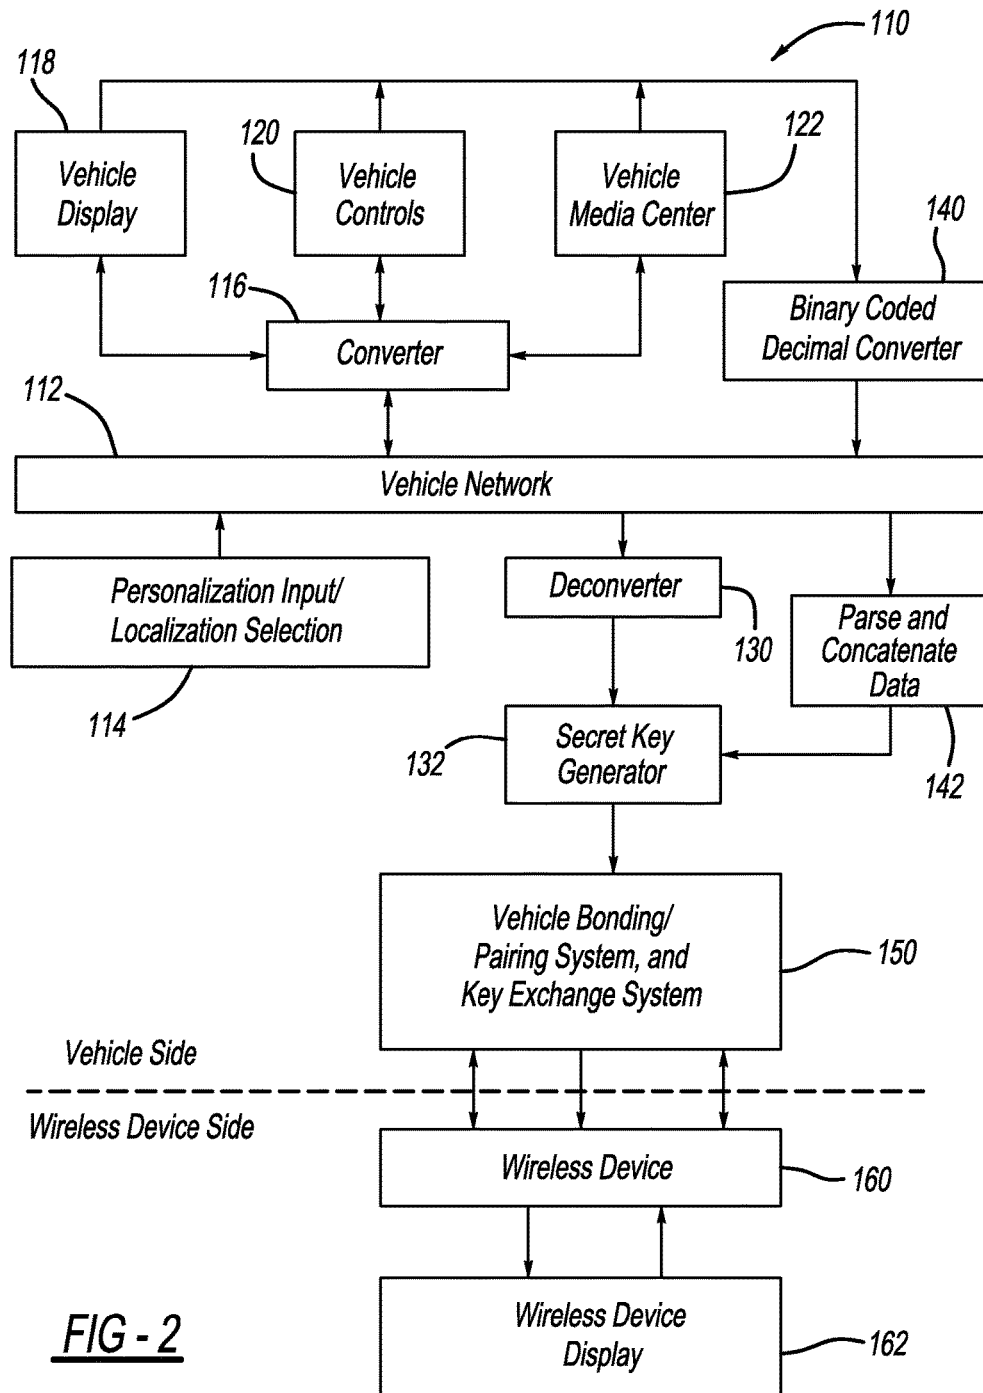 110
118
Vehicle
Display
120
Vehicle
Controls
122
Vehicle
Media Center
140
Binary Coded
Decimal Converter
116
Converter
112
Vehicle Network
Personalization Input/
Localization Selection
114
Deconverter
130
Parse and
Concatenate
Data
142
132
Secret Key
Generator
Vehicle Bonding/
Pairing System, and
Key Exchange System
150
Vehicle Side
Wireless Device Side
Wireless Device
160
Wireless Device
Display
162
FIG - 2